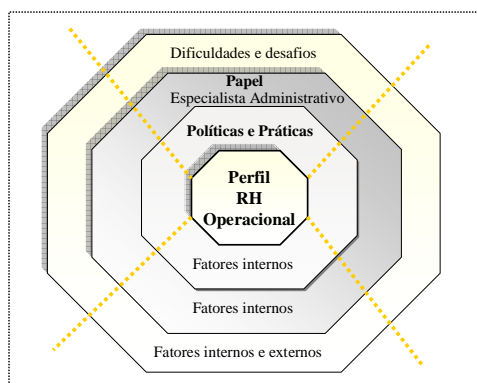 Dificuldades e desafios
Papel
Especialista Administrativo
Políticas e Práticas
Perfil
RH
Operacional
Fatores internos
Fatores internos
Fatores internos e externos